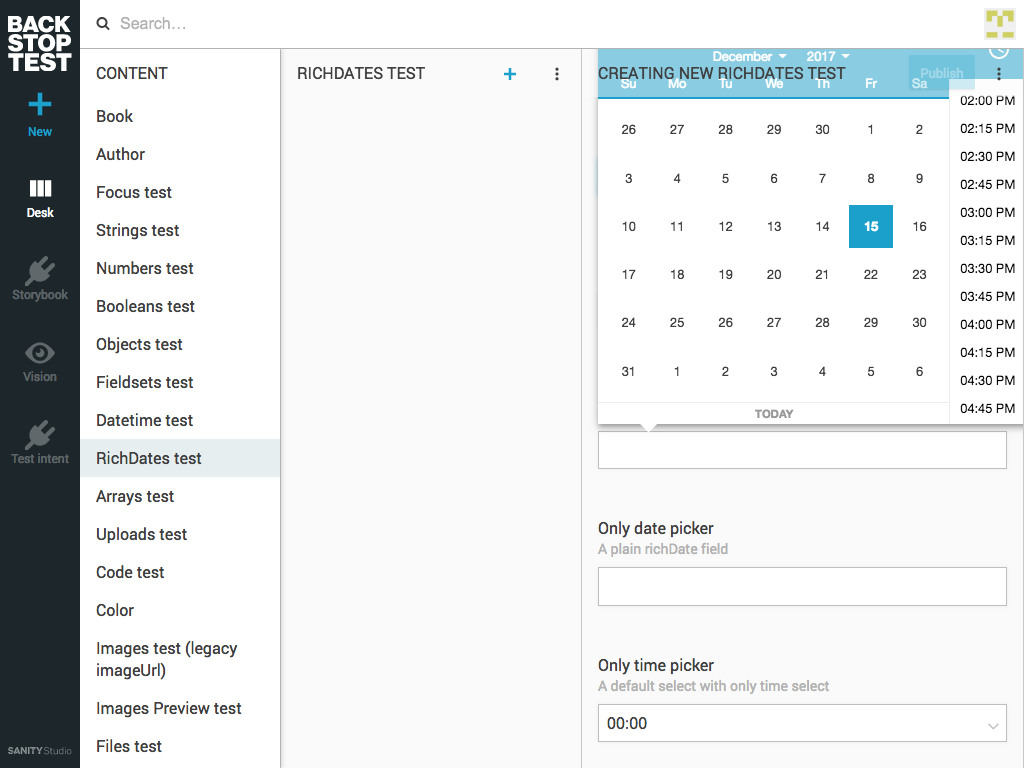 BACK
STOP
TEST
New
Desk
Storybook
Vision
Test intent
SANITY Studio
Search...
CONTENT
Book
Author
Focus test
Strings test
Numbers test
Booleans test
Objects test
Fieldsets test
Datetime test
RichDates test
Arrays test
Uploads test
Code test
Color
Images test (legacy
imageUrl)
Images Preview test
Files test
RICHDATES TEST
December 2017
CREATING NEW RICHDATES TEST
Publish
Su Mo Tu We Th Fr Sa
26 27 28 29 30 1 2
3 4 5 6 7 8 9
10 11 12 13 14 15 16
17 18 19 20 21 22 23
24 25 26 27 28 29 30
31 1 2 3 4 5 6
TODAY
02:00 PM
02:15 PM
02:30 PM
02:45 PM
03:00 PM
03:15 PM
03:30 PM
03:45 PM
04:00 PM
04:15 PM
04:30 PM
04:45 PM
Only date picker
A plain richDate field
Only time picker
A default select with only time select
00:00